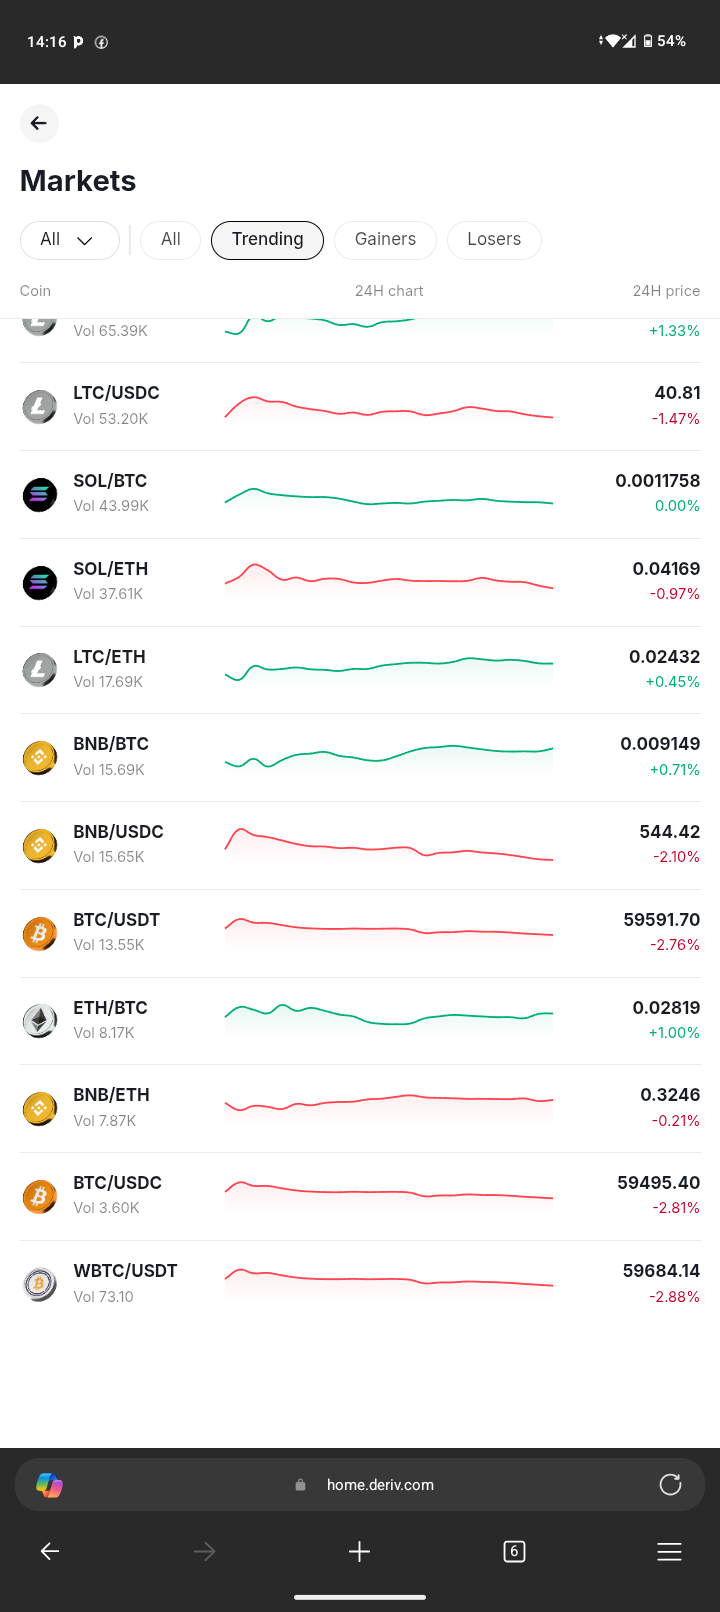 14:16
54%
Markets
All
All Trending Gainers Losers
Coin 24H chart 24H price
Vol 65.39K +1.33%
LTC/USDC 40.81
Vol 53.20K -1.47%
SOL/BTC 0.0011758
Vol 43.99K 0.00%
SOL/ETH 0.04169
Vol 37.61K -0.97%
LTC/ETH 0.02432
Vol 17.69K +0.45%
BNB/BTC 0.009149
Vol 15.69K +0.71%
BNB/USDC 544.42
Vol 15.65K -2.10%
BTC/USDT 59591.70
Vol 13.55K -2.76%
ETH/BTC 0.02819
Vol 8.17K +1.00%
BNB/ETH 0.3246
Vol 7.87K -0.21%
BTC/USDC 59495.40
Vol 3.60K -2.81%
WBTC/USDT 59684.14
Vol 73.10 -2.88%
home.deriv.com
6